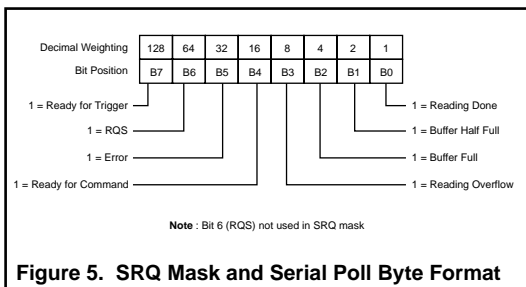 Decimal Weighting 128 64 32 16 8 4 2 1
Bit Position B7 B6 B5 B4 B3 B2 B1 B0
1 = Ready for Trigger 1 = Reading Done
1 = RQS 1 = Buffer Half Full
1 = Error 1 = Buffer Full
1 = Ready for Command 1 = Reading Overflow
Note : Bit 6 (RQS) not used in SRQ mask
Figure 5. SRQ Mask and Serial Poll Byte Format